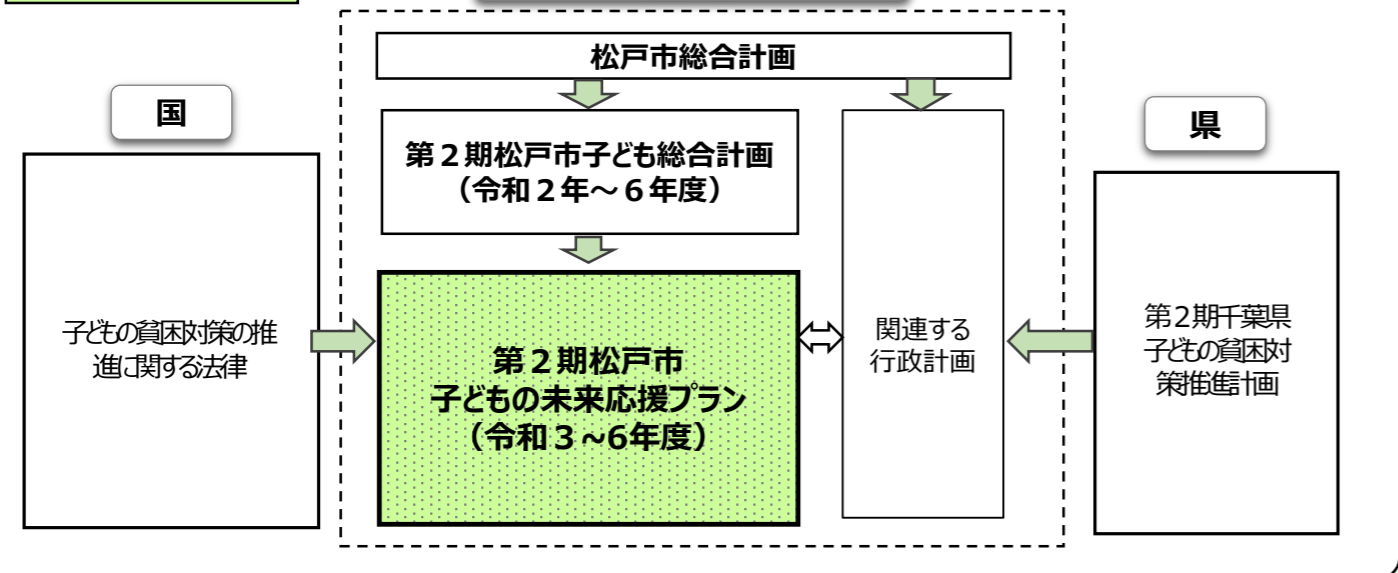 松戸市総合計画
国
県
第２期松戸市子ども総合計画
（令和２年～６年度）
子どもの貧困対策の推
進に関する法律
第２期松戸市
子どもの未来応援プラン
（令和３~6年度）
関連する
行政計画
第２期千葉県
子どもの貧困対
策推進計画